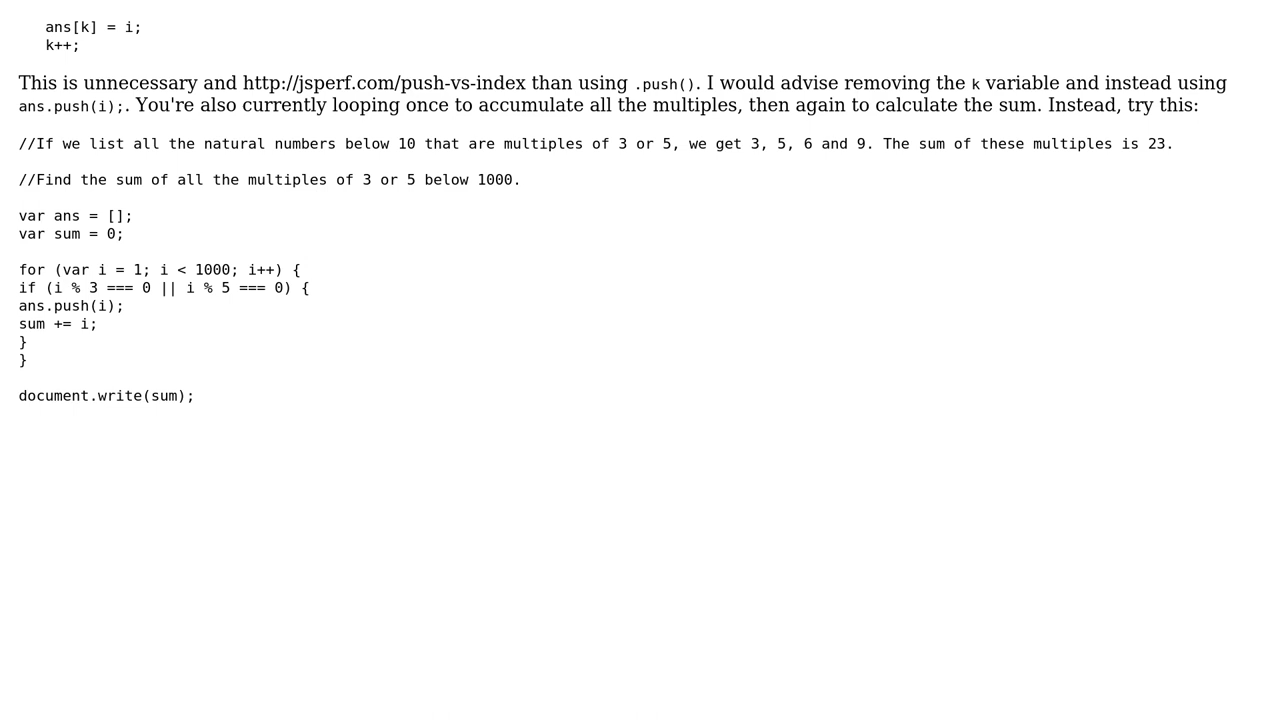 ans[k] = i;
k++;
This is unnecessary and http://jsperf.com/push-vs-index than using .push(). I would advise removing the k variable and instead using
ans.push(i);. You're also currently looping once to accumulate all the multiples, then again to calculate the sum. Instead, try this:
//If we list all the natural numbers below 10 that are multiples of 3 or 5, we get 3, 5, 6 and 9. The sum of these multiples is 23.
//Find the sum of all the multiples of 3 or 5 below 1000.
var ans = [];
var sum = 0;
for (var i = 1; i < 1000; i++) {
if (i % 3 === 0 || i % 5 === 0) {
ans.push(i);
sum += i;
}
}
document.write(sum);